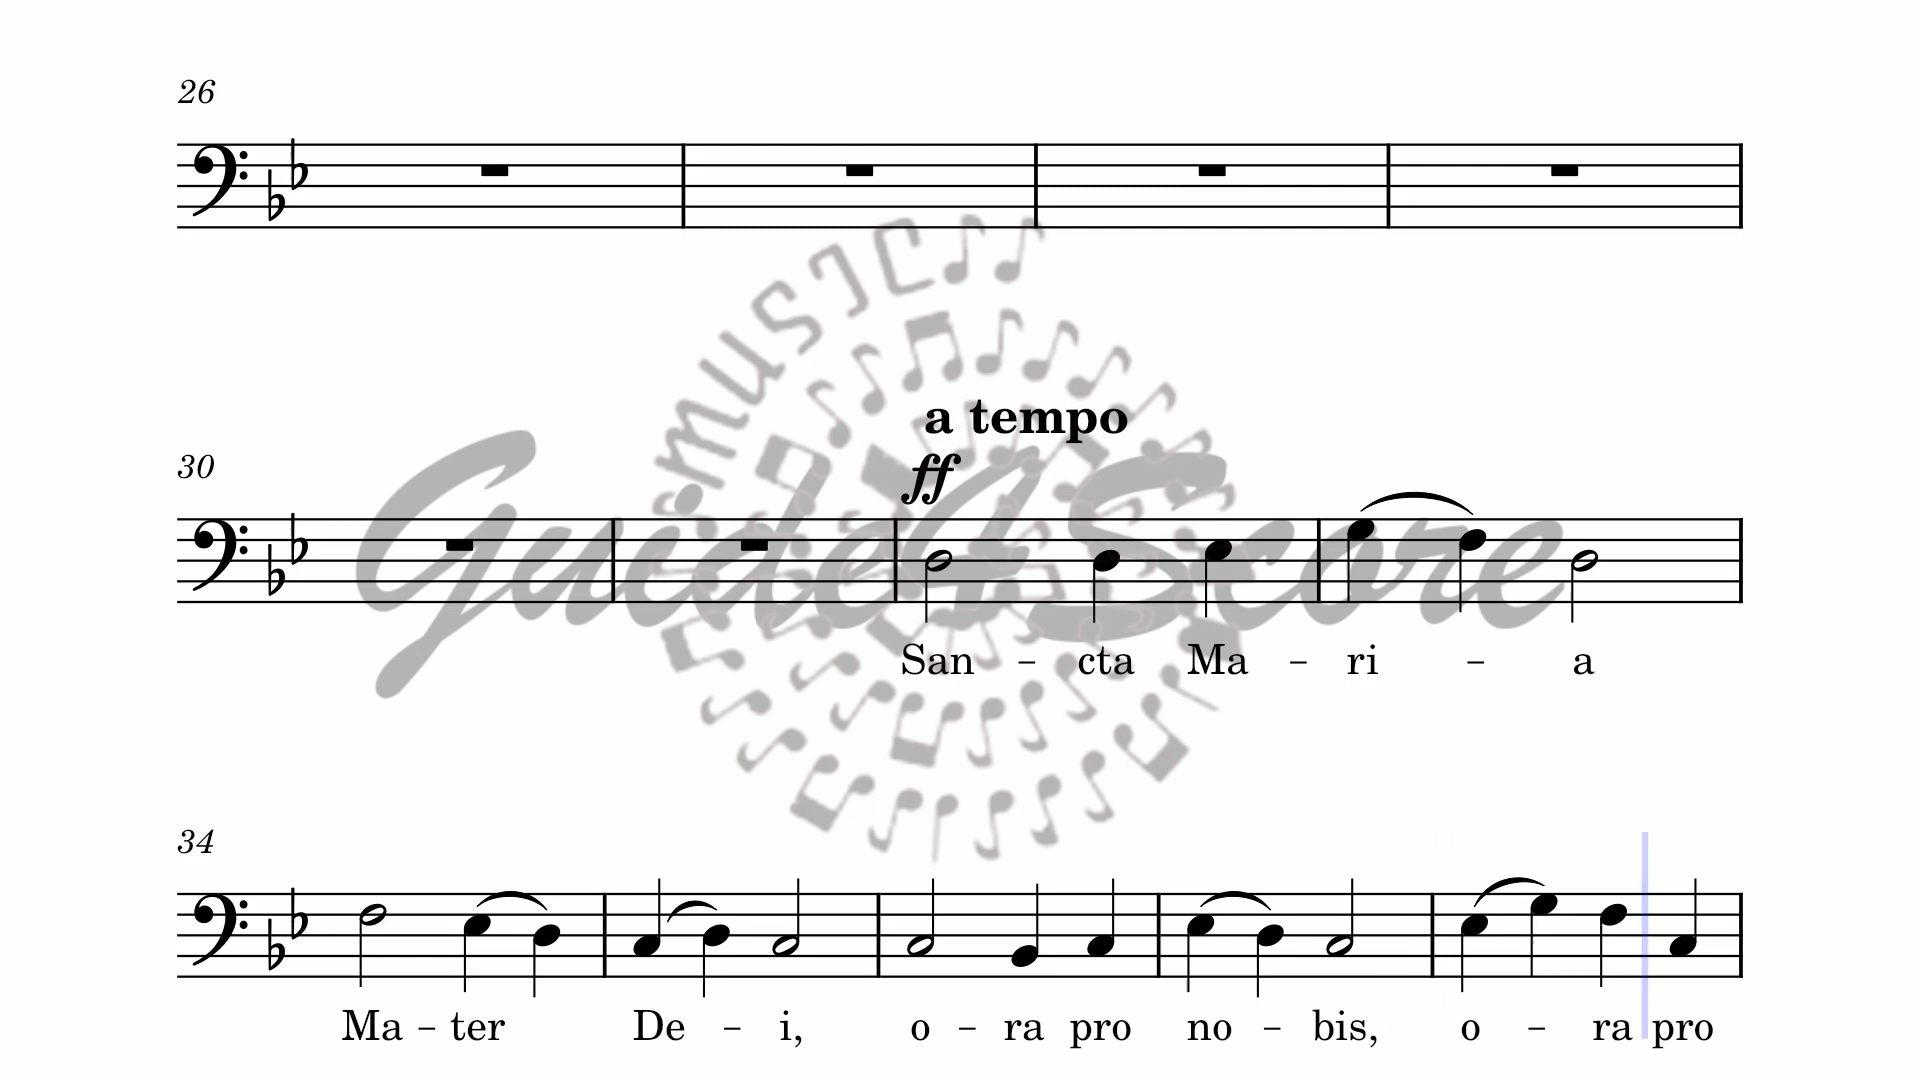 26
MUSIC
a tempo
ff
30
Guide4Score
San - cta Ma - ri - a
34
Ma - ter De - i, o - ra pro no - bis, o - ra pro